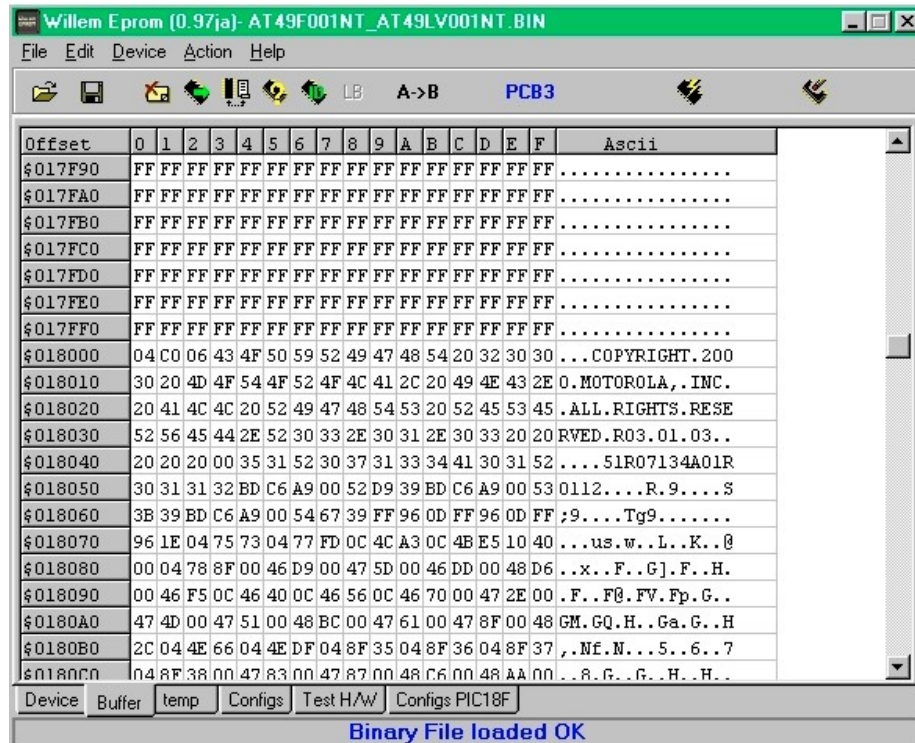 Willem Eprom (0.97ja)- AT49F001NT_AT49LV001NT.BIN
File Edit Device Action Help
LB A->B PCB3
Offset 0 1 2 3 4 5 6 7 8 9 A B C D E F Ascii
$017F90 FF FF FF FF FF FF FF FF FF FF FF FF FF FF FF FF ................
$017FA0 FF FF FF FF FF FF FF FF FF FF FF FF FF FF FF FF ................
$017FB0 FF FF FF FF FF FF FF FF FF FF FF FF FF FF FF FF ................
$017FC0 FF FF FF FF FF FF FF FF FF FF FF FF FF FF FF FF ................
$017FD0 FF FF FF FF FF FF FF FF FF FF FF FF FF FF FF FF ................
$017FE0 FF FF FF FF FF FF FF FF FF FF FF FF FF FF FF FF ................
$017FF0 FF FF FF FF FF FF FF FF FF FF FF FF FF FF FF FF ................
$018000 04 C0 06 43 4F 50 59 52 49 47 48 54 20 32 30 30 ...COPYRIGHT.200
$018010 30 20 4D 4F 54 4F 52 4F 4C 41 2C 20 49 4E 43 2E 0.MOTOROLA,.INC.
$018020 20 41 4C 4C 20 52 49 47 48 54 53 20 52 45 53 45 .ALL.RIGHTS.RESE
$018030 52 56 45 44 2E 52 30 33 2E 30 31 2E 30 33 20 20 RVED.R03.01.03..
$018040 20 20 20 00 35 31 52 30 37 31 33 34 41 30 31 52 ....51R07134A01R
$018050 30 31 31 32 BD C6 A9 00 52 D9 39 BD C6 A9 00 53 0112....R.9....S
$018060 3B 39 BD C6 A9 00 54 67 39 FF 96 0D FF 96 0D FF ;9....Tg9.......
$018070 96 1E 04 75 73 04 77 FD 0C 4C A3 0C 4B E5 10 40 ...us.w..L..K..@
$018080 00 04 78 8F 00 46 D9 00 47 5D 00 46 DD 00 48 D6 ..x..F..G].F..H.
$018090 00 46 F5 0C 46 40 0C 46 56 0C 46 70 00 47 2E 00 .F..F@.FV.Fp.G..
$0180A0 47 4D 00 47 51 00 48 BC 00 47 61 00 47 8F 00 48 GM.GQ.H..Ga.G..H
$0180B0 2C 04 4E 66 04 4E DF 04 8F 35 04 8F 36 04 8F 37 ,.Nf.N...5..6..7
$0180C0 04 8F 38 00 47 83 00 47 87 00 48 C6 00 48 AA 00 ..8.G..G..H..H..
Device Buffer temp Configs Test H/W Configs PIC18F
Binary File loaded OK